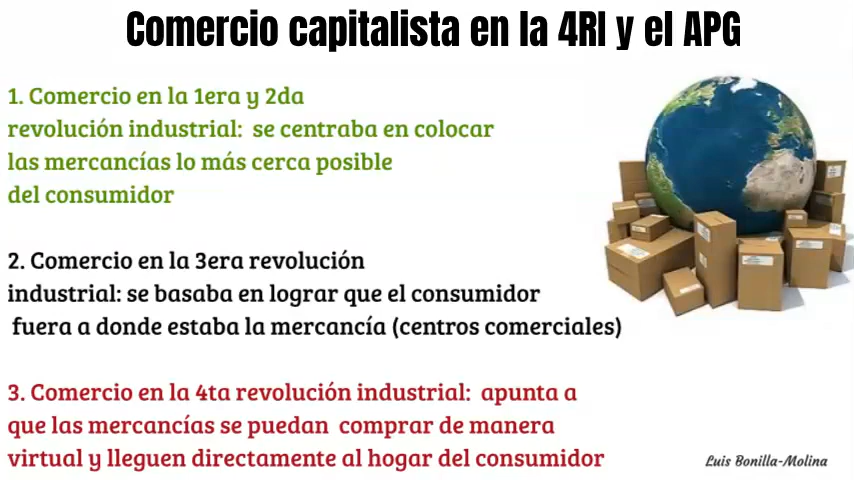 Comercio capitalista en la 4RI y el APG
1. Comercio en la 1era y 2da
revolución industrial: se centraba en colocar
las mercancías lo más cerca posible
del consumidor
2. Comercio en la 3era revolución
industrial: se basaba en lograr que el consumidor
fuera a donde estaba la mercancía (centros comerciales)
3. Comercio en la 4ta revolución industrial: apunta a
que las mercancías se puedan comprar de manera
virtual y lleguen directamente al hogar del consumidor
Luis Bonilla-Molina